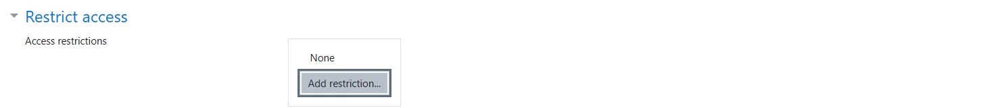 Restrict access
Access restrictions
None
Add restriction...